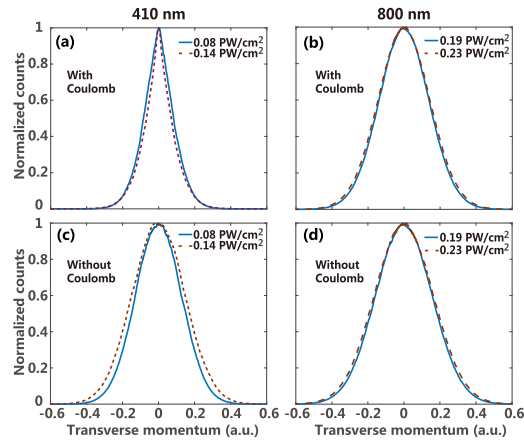 410 nm
800 nm
(a)
0.08 PW/cm²
0.14 PW/cm²
With
Coulomb
Normalized counts
1
0.8
0.6
0.4
0.2
0
(b)
0.19 PW/cm²
0.23 PW/cm²
With
Coulomb
(c)
0.08 PW/cm²
0.14 PW/cm²
Without
Coulomb
Normalized counts
1
0.8
0.6
0.4
0.2
0
-0.6 -0.4 -0.2 0 0.2 0.4 0.6
Transverse momentum (a.u.)
(d)
0.19 PW/cm²
0.23 PW/cm²
Without
Coulomb
-0.6 -0.4 -0.2 0 0.2 0.4 0.6
Transverse momentum (a.u.)